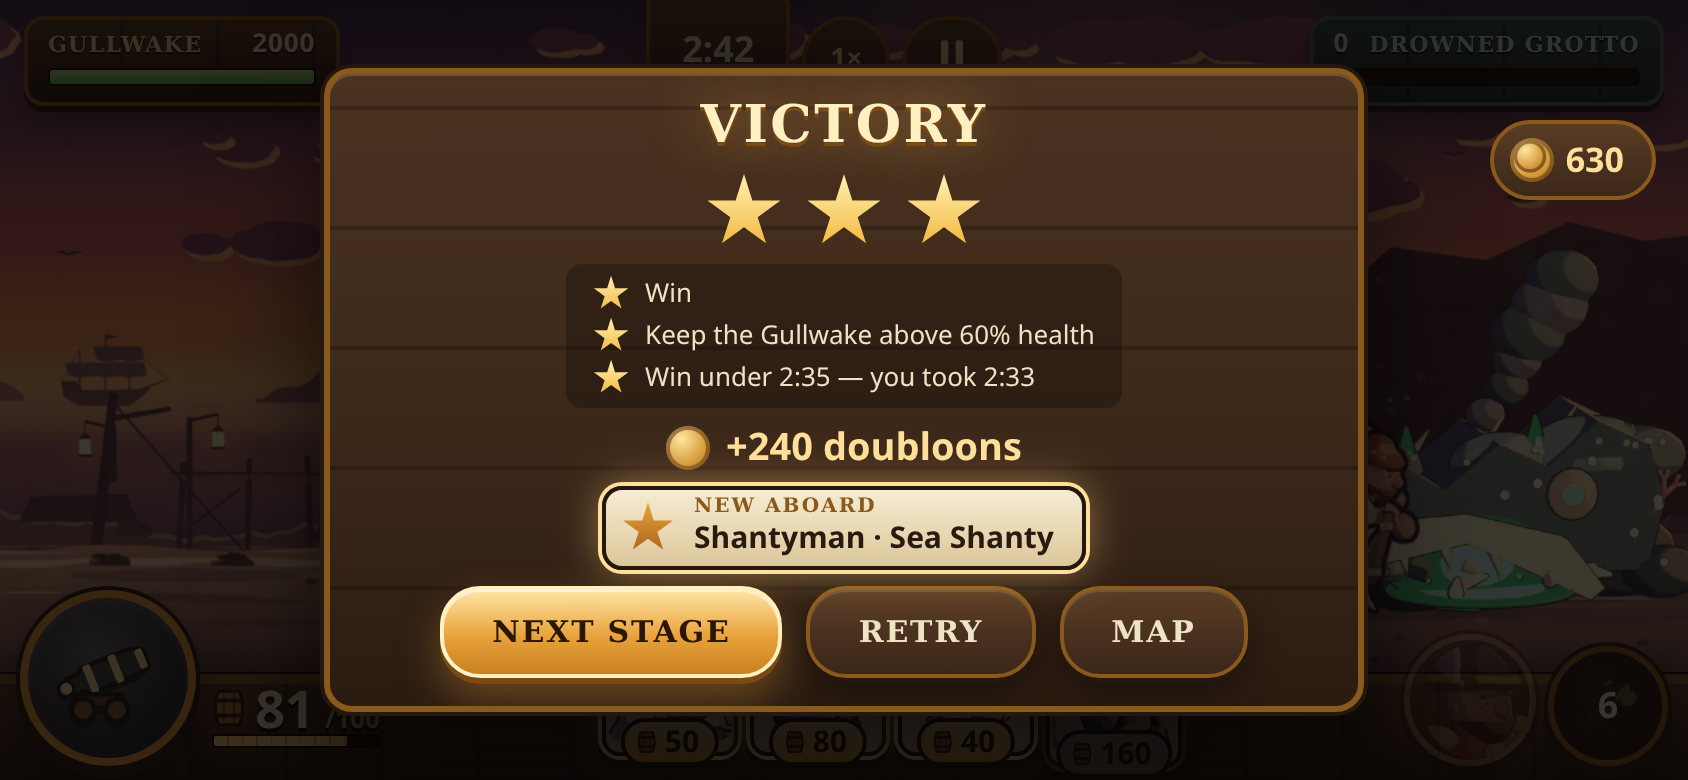 GULLWAKE 2000
2:42
1×
0 DROWNED GROTTO
630
VICTORY
Win
Keep the Gullwake above 60% health
Win under 2:35 — you took 2:33
+240 doubloons
NEW ABOARD
Shantyman · Sea Shanty
NEXT STAGE
RETRY
MAP
81 /100
50
80
40
160
6